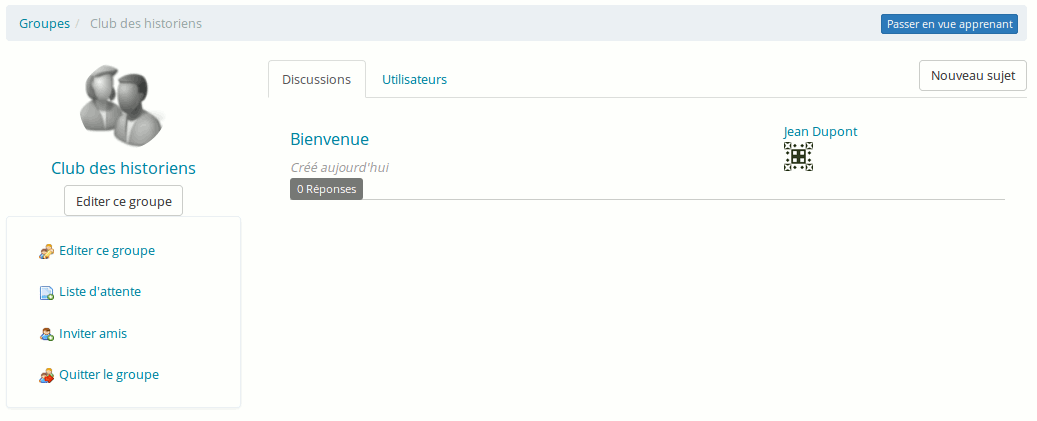 Groupes / Club des historiens
Passer en vue apprenant
Club des historiens
Editer ce groupe
Editer ce groupe
Liste d'attente
Inviter amis
Quitter le groupe
Discussions
Utilisateurs
Nouveau sujet
Bienvenue
Créé aujourd'hui
0 Réponses
Jean Dupont